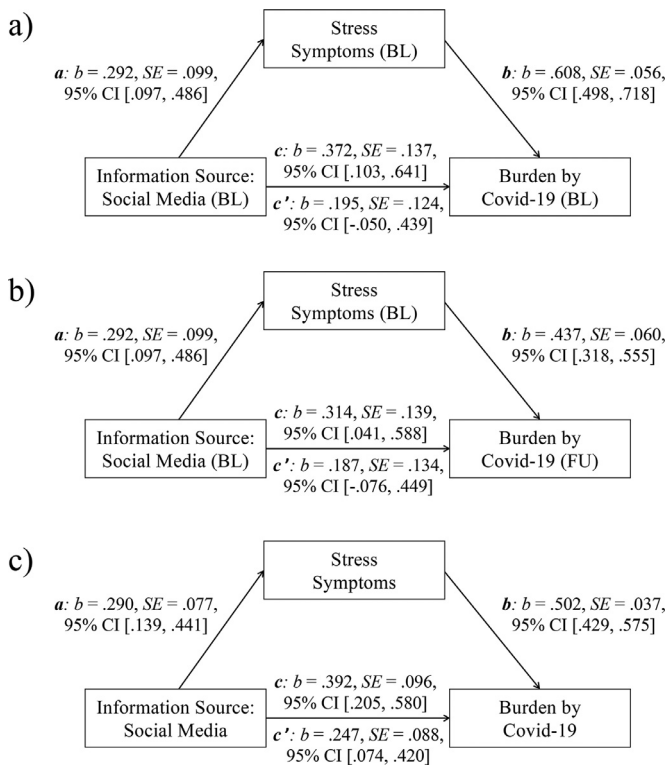 a)
Stress
Symptoms (BL)
a: b = .292, SE = .099,
95% CI [.097, .486]
b: b = .608, SE = .056,
95% CI [.498, .718]
Information Source:
Social Media (BL)
c: b = .372, SE = .137,
95% CI [.103, .641]
c': b = .195, SE = .124,
95% CI [-.050, .439]
Burden by
Covid-19 (BL)
b)
Stress
Symptoms (BL)
a: b = .292, SE = .099,
95% CI [.097, .486]
b: b = .437, SE = .060,
95% CI [.318, .555]
Information Source:
Social Media (BL)
c: b = .314, SE = .139,
95% CI [.041, .588]
c': b = .187, SE = .134,
95% CI [-.076, .449]
Burden by
Covid-19 (FU)
c)
Stress
Symptoms
a: b = .290, SE = .077,
95% CI [.139, .441]
b: b = .502, SE = .037,
95% CI [.429, .575]
Information Source:
Social Media
c: b = .392, SE = .096,
95% CI [.205, .580]
c': b = .247, SE = .088,
95% CI [.074, .420]
Burden by
Covid-19